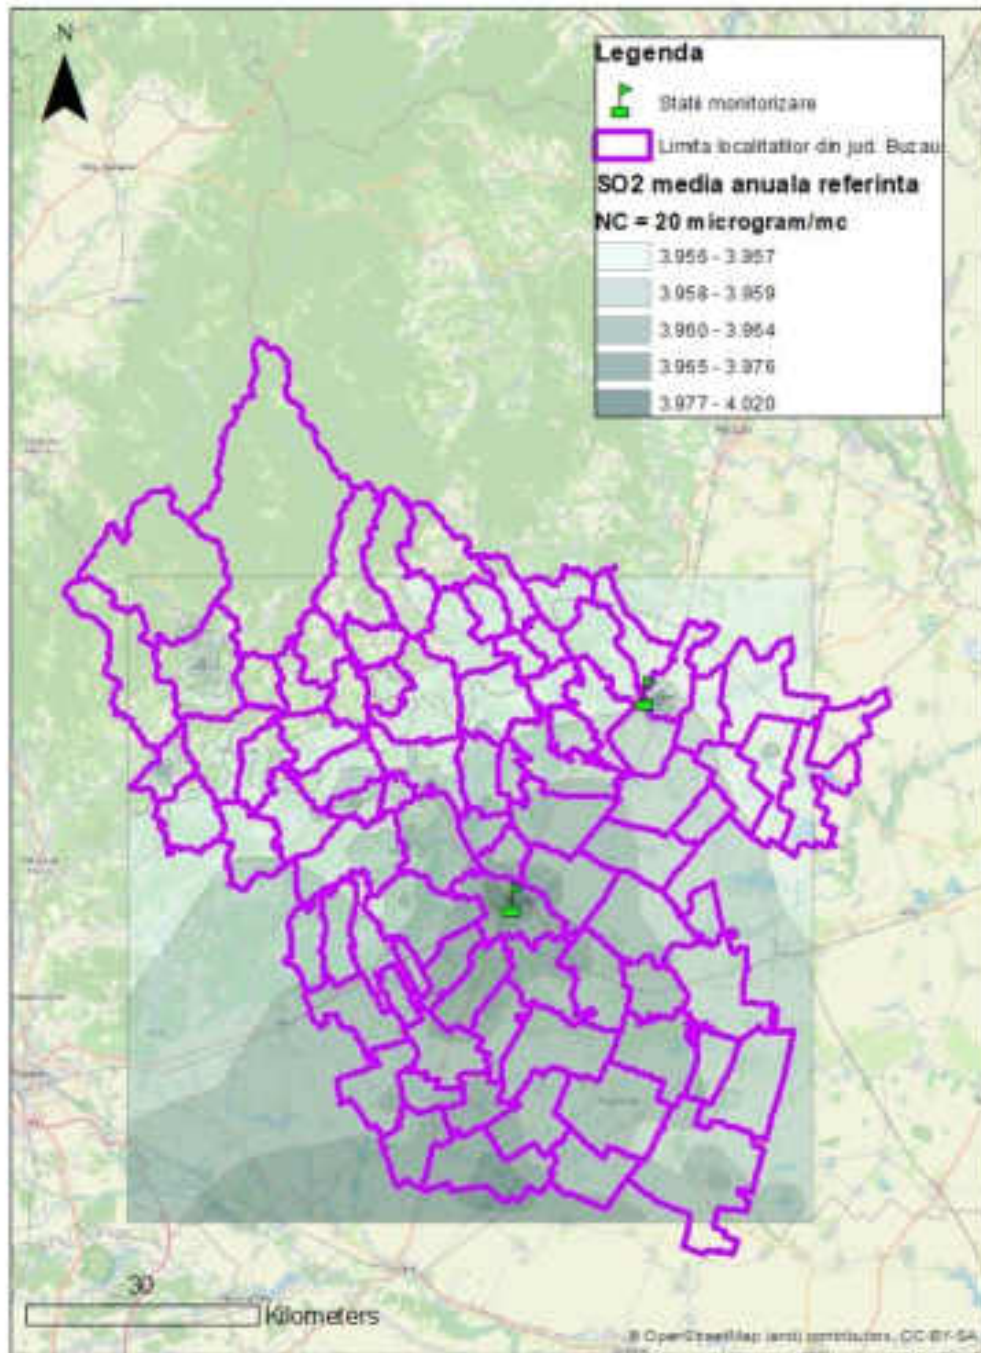 N
Legenda
Statii monitorizare
Limita localitatilor din jud. Buzau
SO2 media anuala referinta
NC = 20 microgram/mc
3.956 - 3.957
3.958 - 3.959
3.960 - 3.964
3.965 - 3.976
3.977 - 4.020
30
Kilometers
© OpenStreetMap (and) contributors, CC-BY-SA